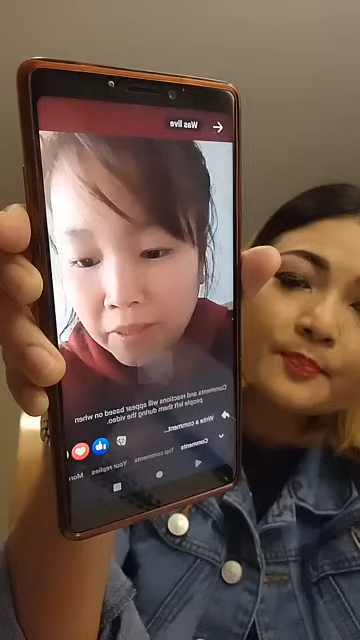 Was live
Comments and reactions will appear based on when
people left them during the video.
Write a comment...
Comments
Top comments
Your replies
Mor